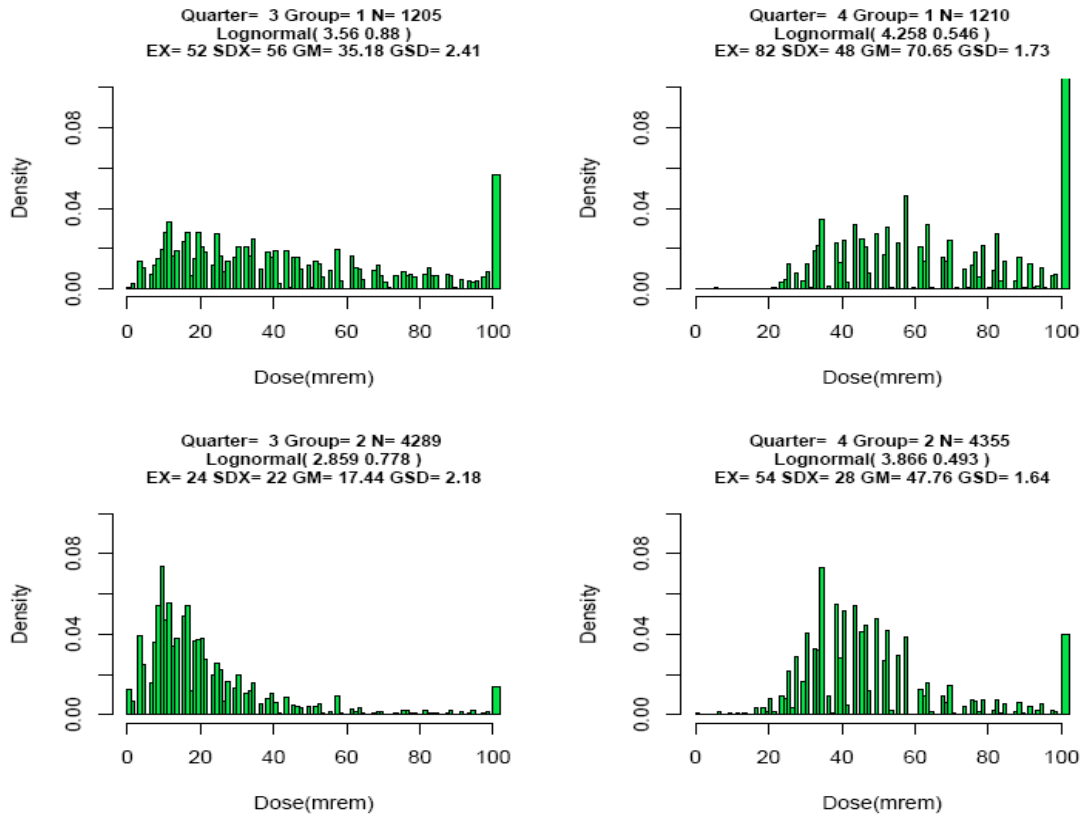 Quarter= 3 Group= 1 N= 1205
Lognormal( 3.56 0.88 )
EX= 52 SDX= 56 GM= 35.18 GSD= 2.41
Density
0.00 0.04 0.08
0 20 40 60 80 100
Dose(mrem)
Quarter= 4 Group= 1 N= 1210
Lognormal( 4.258 0.546 )
EX= 82 SDX= 48 GM= 70.65 GSD= 1.73
Density
0.00 0.04 0.08
0 20 40 60 80 100
Dose(mrem)
Quarter= 3 Group= 2 N= 4289
Lognormal( 2.859 0.778 )
EX= 24 SDX= 22 GM= 17.44 GSD= 2.18
Density
0.00 0.04 0.08
0 20 40 60 80 100
Dose(mrem)
Quarter= 4 Group= 2 N= 4355
Lognormal( 3.866 0.493 )
EX= 54 SDX= 28 GM= 47.76 GSD= 1.64
Density
0.00 0.04 0.08
0 20 40 60 80 100
Dose(mrem)